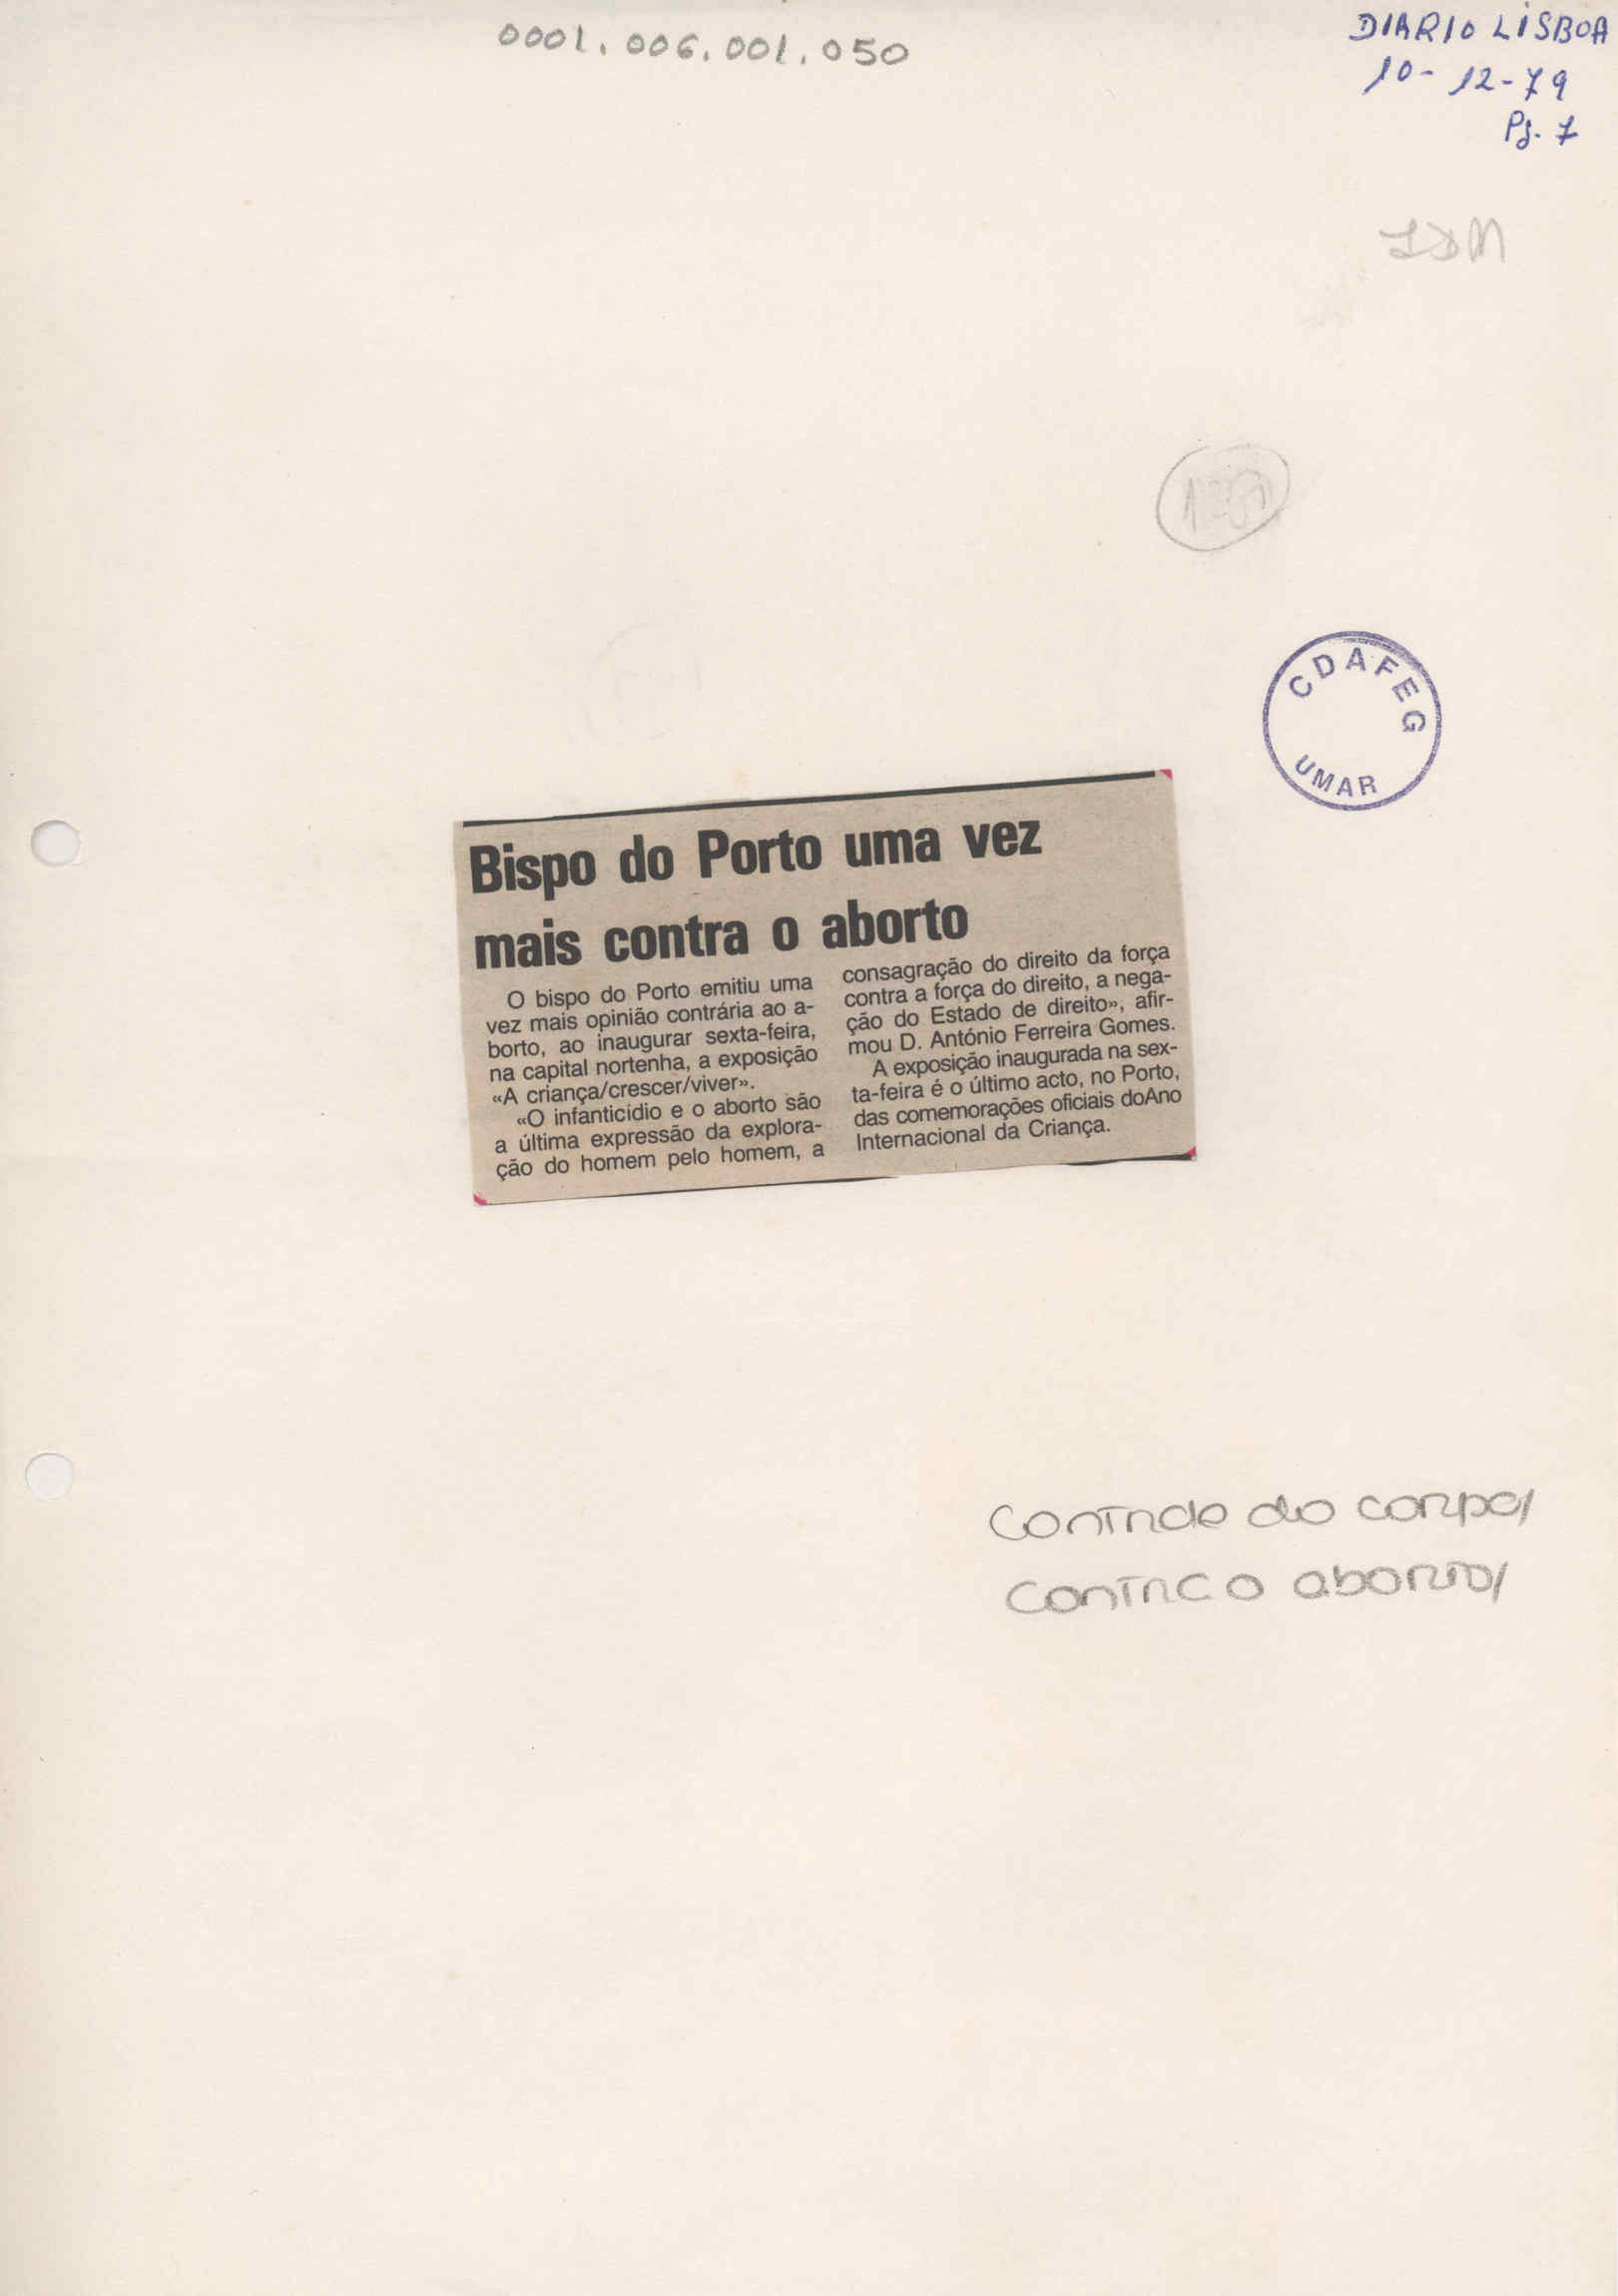 0001.006.001.050
DIARIO LISBOA
10-12-79
Pg. 7
CDAFEG
UMAR
Bispo do Porto uma vez
mais contra o aborto
O bispo do Porto emitiu uma
vez mais opinião contrária ao a-
borto, ao inaugurar sexta-feira,
na capital nortenha, a exposição
«A criança/crescer/viver».
«O infanticídio e o aborto são
a última expressão da explora-
ção do homem pelo homem, a
consagração do direito da força
contra a força do direito, a nega-
ção do Estado de direito», afir-
mou D. António Ferreira Gomes.
A exposição inaugurada na sex-
ta-feira é o último acto, no Porto,
das comemorações oficiais doAno
Internacional da Criança.
Controle do corpo/
contra o aborto/